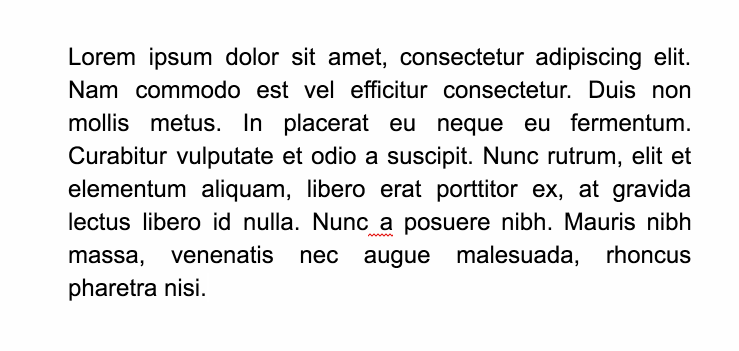 Lorem ipsum dolor sit amet, consectetur adipiscing elit.
Nam commodo est vel efficitur consectetur. Duis non
mollis metus. In placerat eu neque eu fermentum.
Curabitur vulputate et odio a suscipit. Nunc rutrum, elit et
elementum aliquam, libero erat porttitor ex, at gravida
lectus libero id nulla. Nunc a posuere nibh. Mauris nibh
massa, venenatis nec augue malesuada, rhoncus
pharetra nisi.